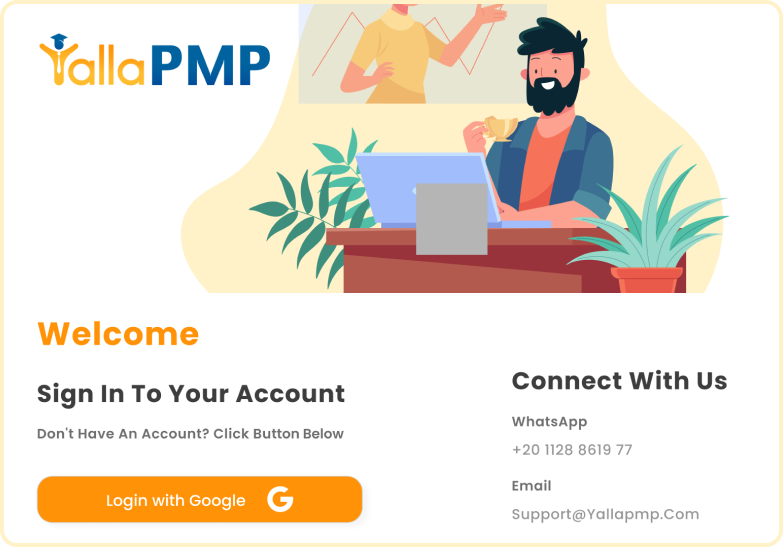 YallaPMP
Welcome
Sign In To Your Account
Don't Have An Account? Click Button Below
Login with Google
Connect With Us
WhatsApp
+20 1128 8619 77
Email
Support@Yallapmp.Com